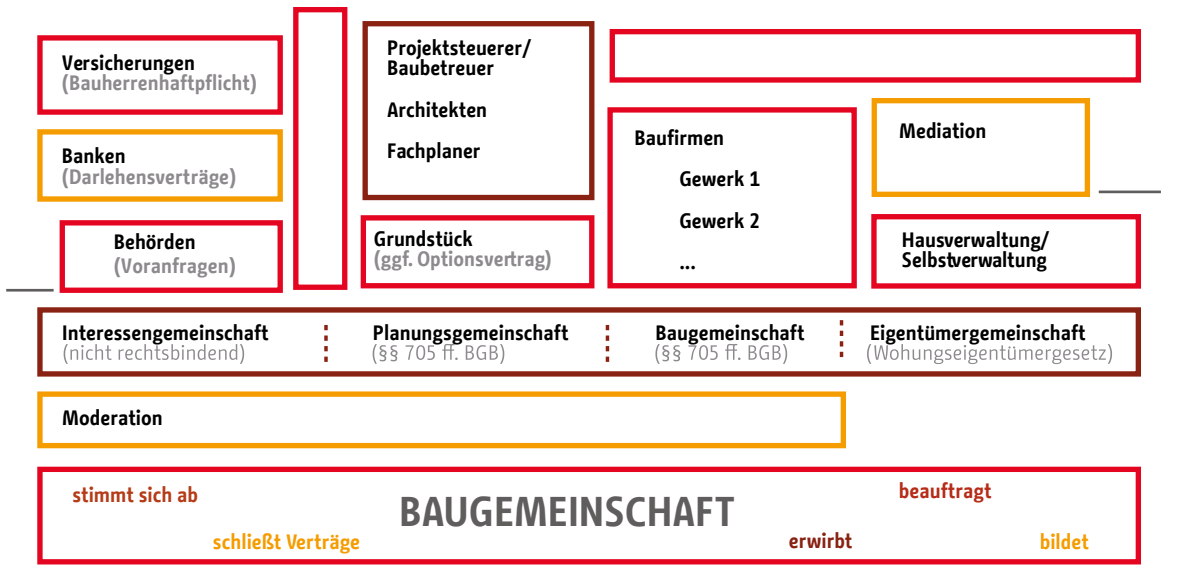 Versicherungen
(Bauherrenhaftpflicht)
Banken
(Darlehensverträge)
Behörden
(Voranfragen)
Projektsteuerer/
Baubetreuer
Architekten
Fachplaner
Grundstück
(ggf. Optionsvertrag)
Baufirmen
Gewerk 1
Gewerk 2
...
Mediation
Hausverwaltung/
Selbstverwaltung
Interessengemeinschaft
(nicht rechtsbindend)
Planungsgemeinschaft
(§§ 705 ff. BGB)
Baugemeinschaft
(§§ 705 ff. BGB)
Eigentümergemeinschaft
(Wohungseigentümergesetz)
Moderation
stimmt sich ab
schließt Verträge
BAUGEMEINSCHAFT
erwirbt
beauftragt
bildet